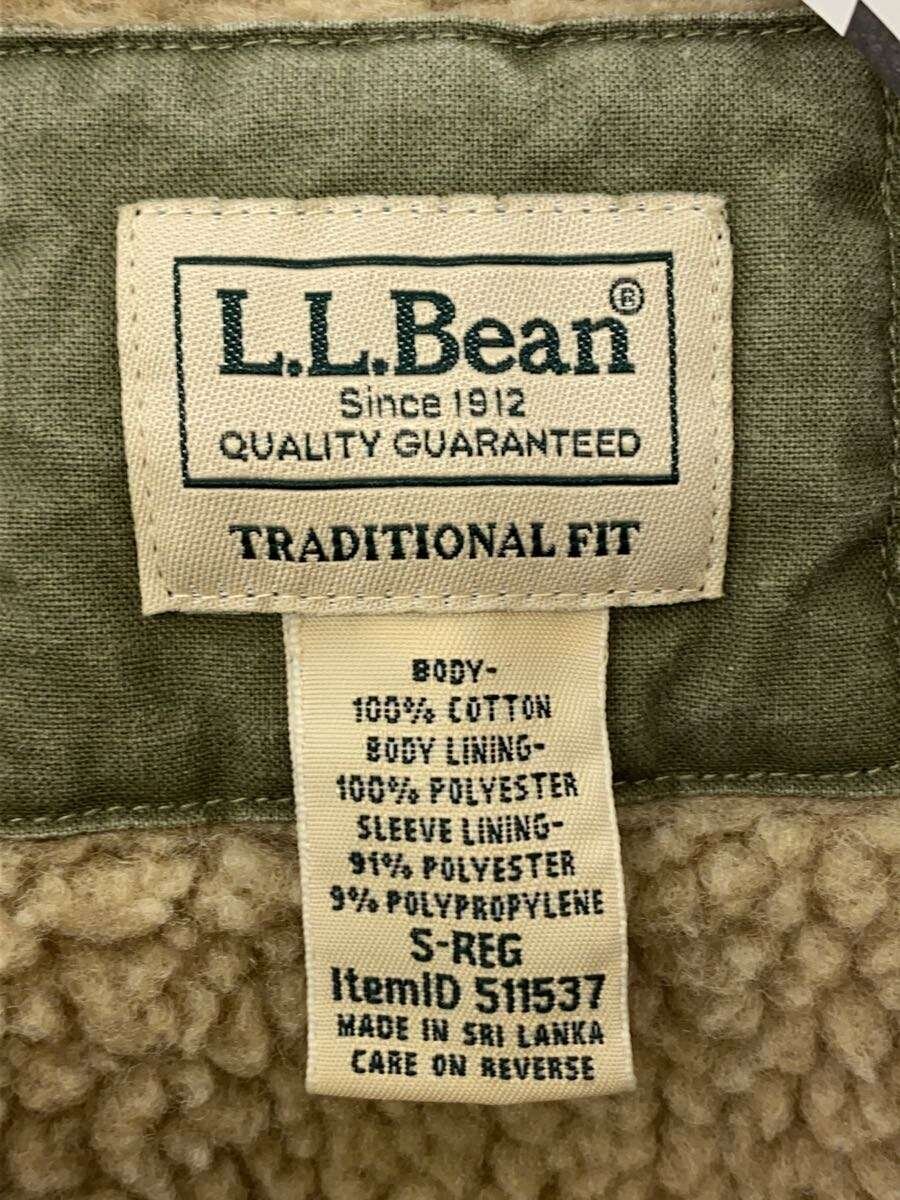 L.L.Bean®
Since 1912
QUALITY GUARANTEED
TRADITIONAL FIT
BODY-
100% COTTON
BODY LINING-
100% POLYESTER
SLEEVE LINING-
91% POLYESTER
9% POLYPROPYLENE
S-REG
ItemID 511537
MADE IN SRI LANKA
CARE ON REVERSE